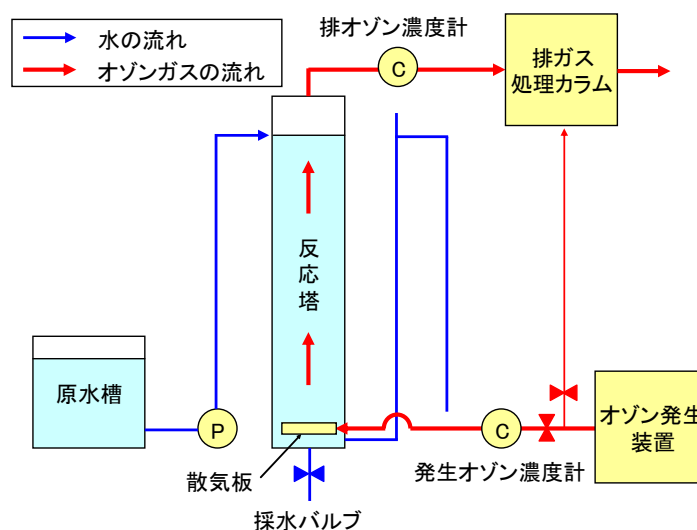 水の流れ
オゾンガスの流れ
排オゾン濃度計
C
排ガス
処理カラム
反応塔
原水槽
P
散気板
採水バルブ
C
発生オゾン濃度計
オゾン発生
装置